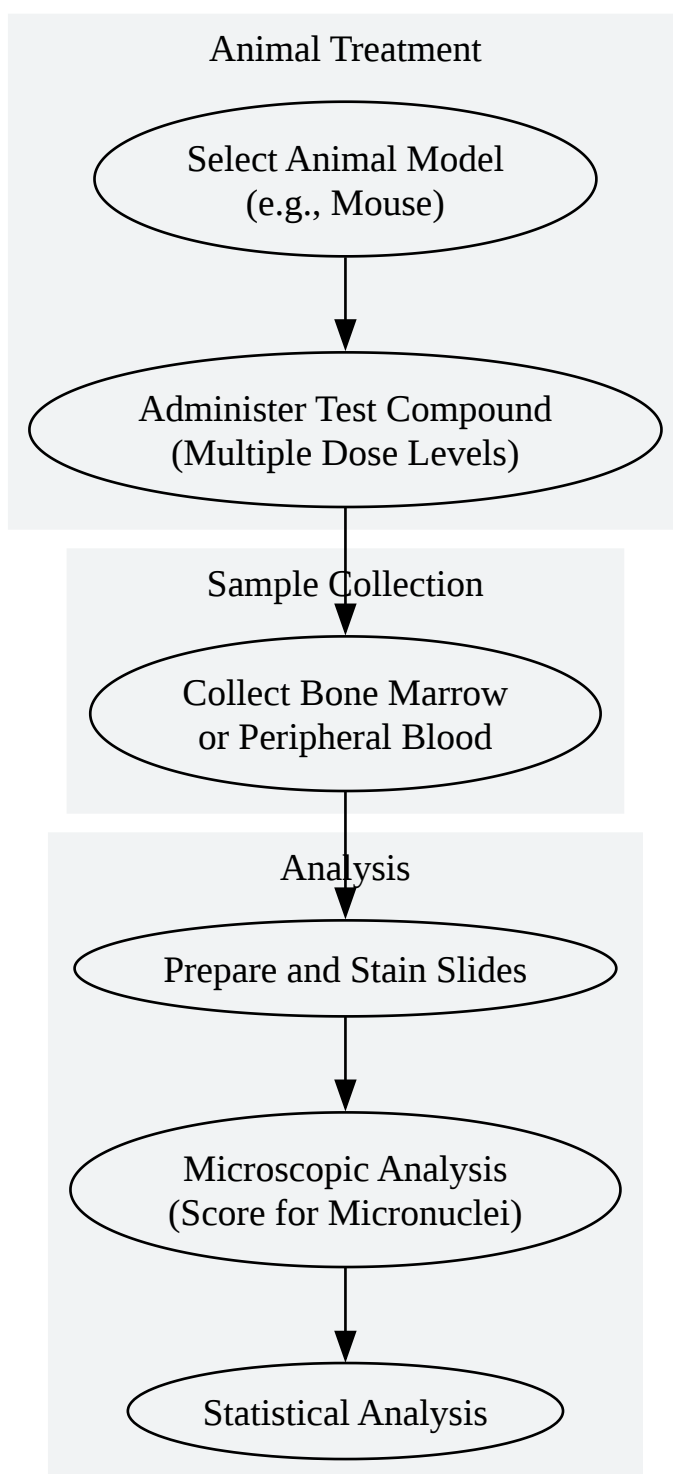 Animal Treatment
Select Animal Model
(e.g., Mouse)
Administer Test Compound
(Multiple Dose Levels)
Sample Collection
Collect Bone Marrow
or Peripheral Blood
Analysis
Prepare and Stain Slides
Microscopic Analysis
(Score for Micronuclei)
Statistical Analysis